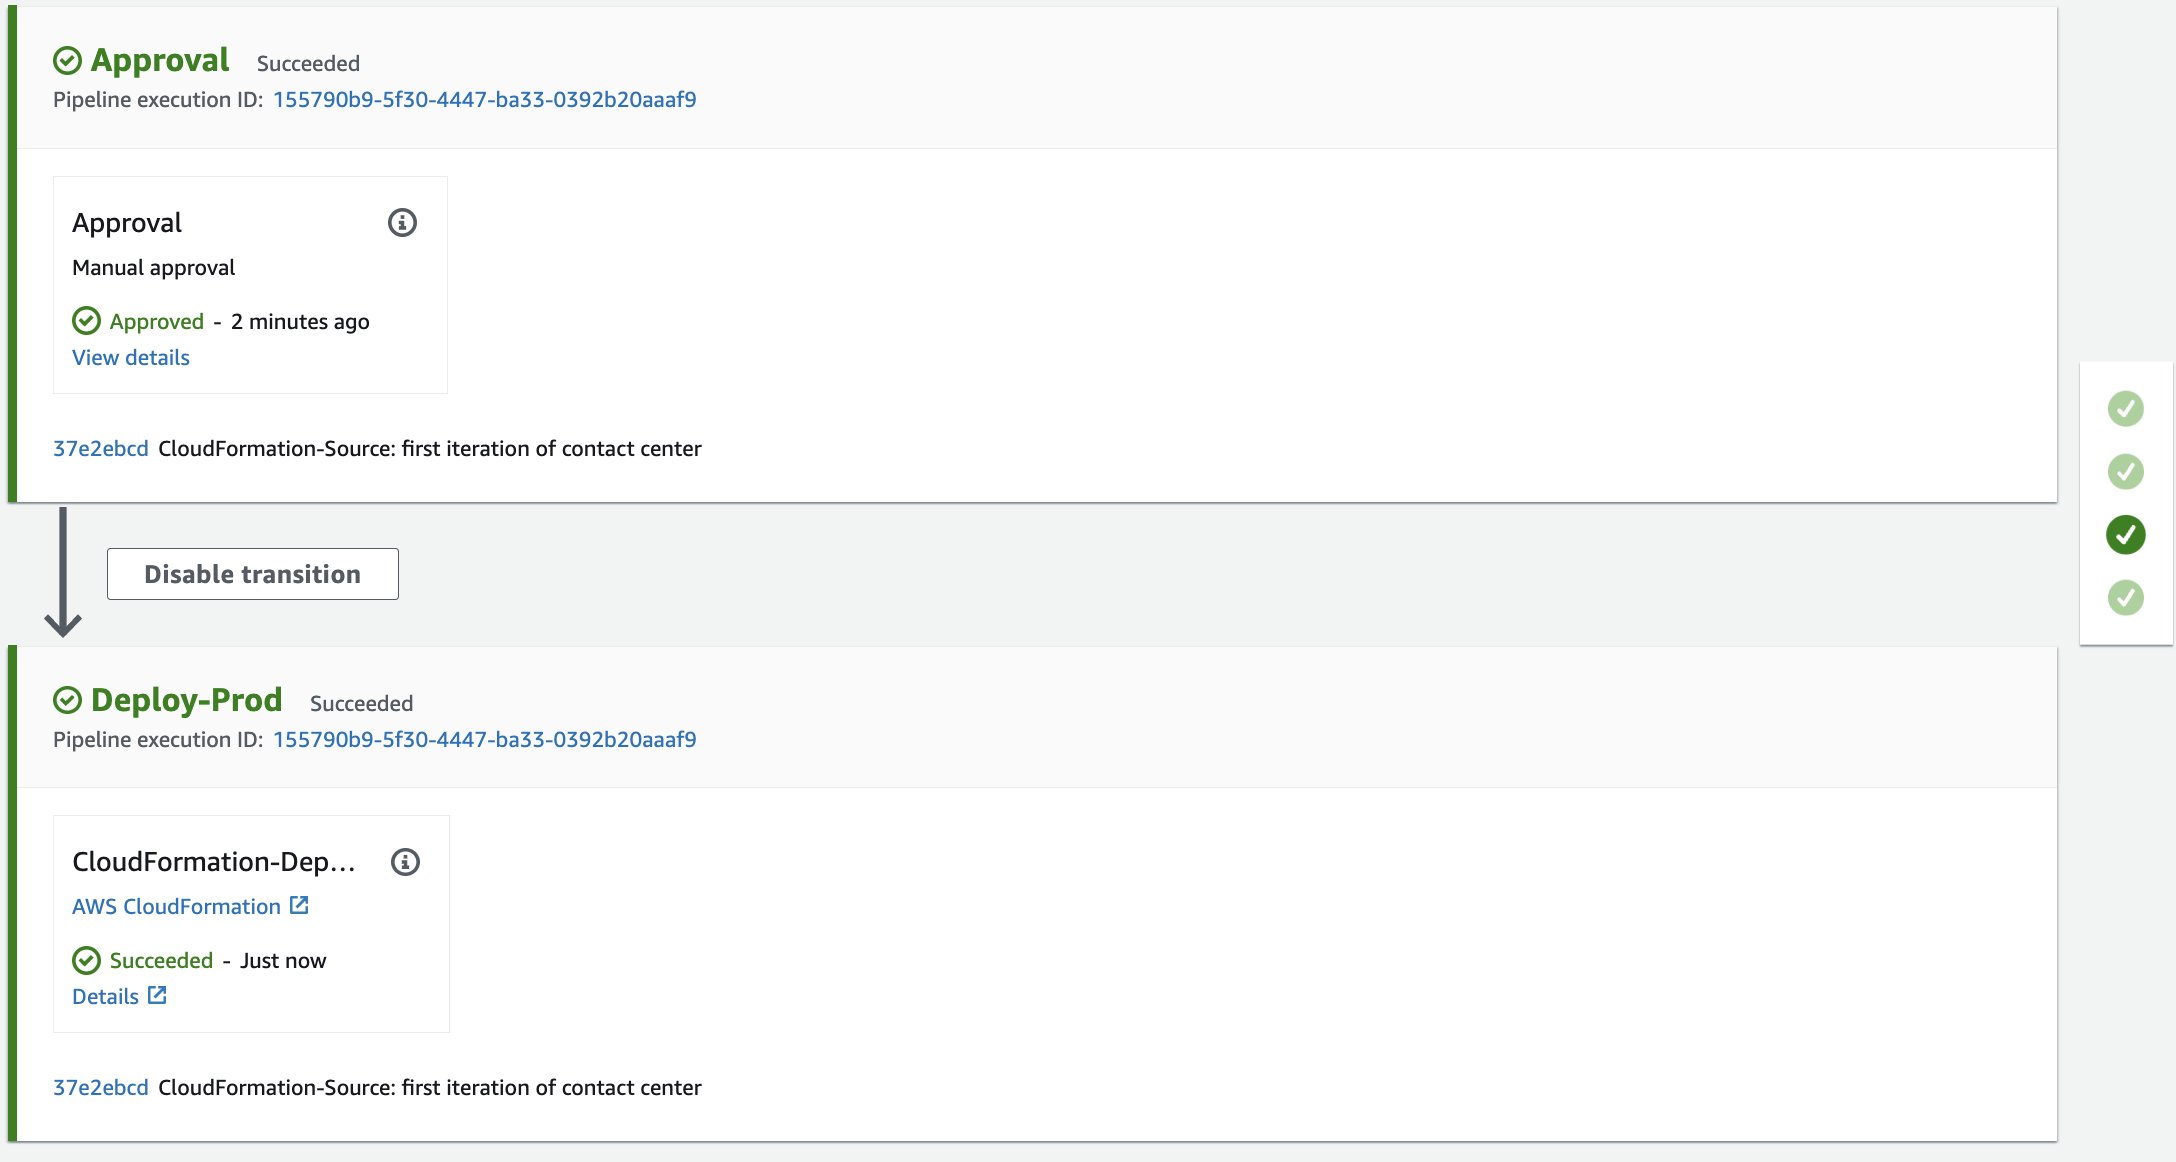 Approval Succeeded
Pipeline execution ID: 155790b9-5f30-4447-ba33-0392b20aaaf9
Approval
Manual approval
Approved - 2 minutes ago
View details
37e2ebcd CloudFormation-Source: first iteration of contact center
Disable transition
Deploy-Prod Succeeded
Pipeline execution ID: 155790b9-5f30-4447-ba33-0392b20aaaf9
CloudFormation-Dep...
AWS CloudFormation
Succeeded - Just now
Details
37e2ebcd CloudFormation-Source: first iteration of contact center